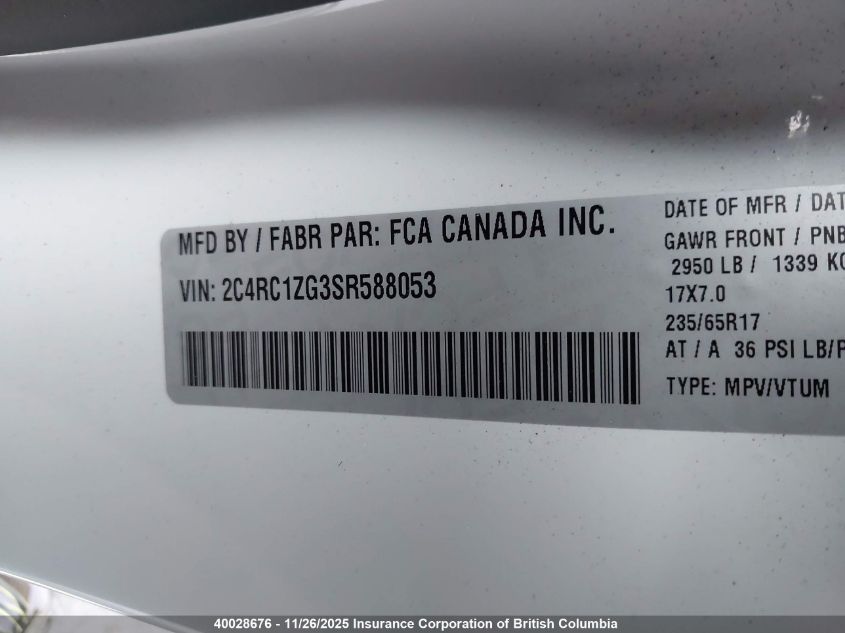 MFD BY / FABR PAR: FCA CANADA INC.
VIN: 2C4RC1ZG3SR588053
DATE OF MFR / DAT
GAWR FRONT / PNB
2950 LB / 1339 KG
17X7.0
235/65R17
AT / A 36 PSI LB/P
TYPE: MPV/VTUM
40028676 - 11/26/2025 Insurance Corporation of British Columbia